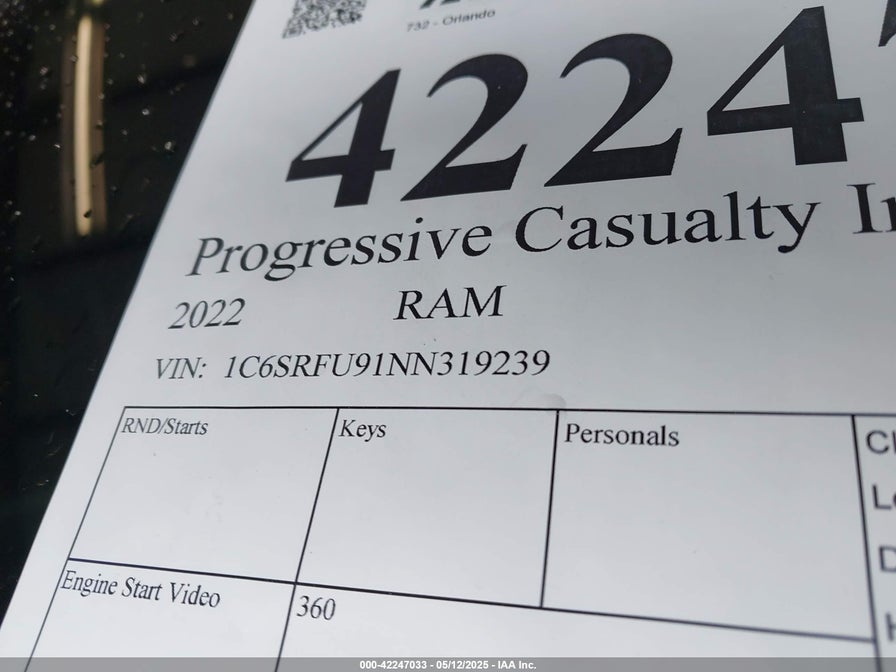 732 - Orlando
4224
Progressive Casualty
2022 RAM
VIN: 1C6SRFU91NN319239
RND/Starts Keys Personals
Engine Start Video 360
000-42247033 - 05/12/2025 - IAA Inc.